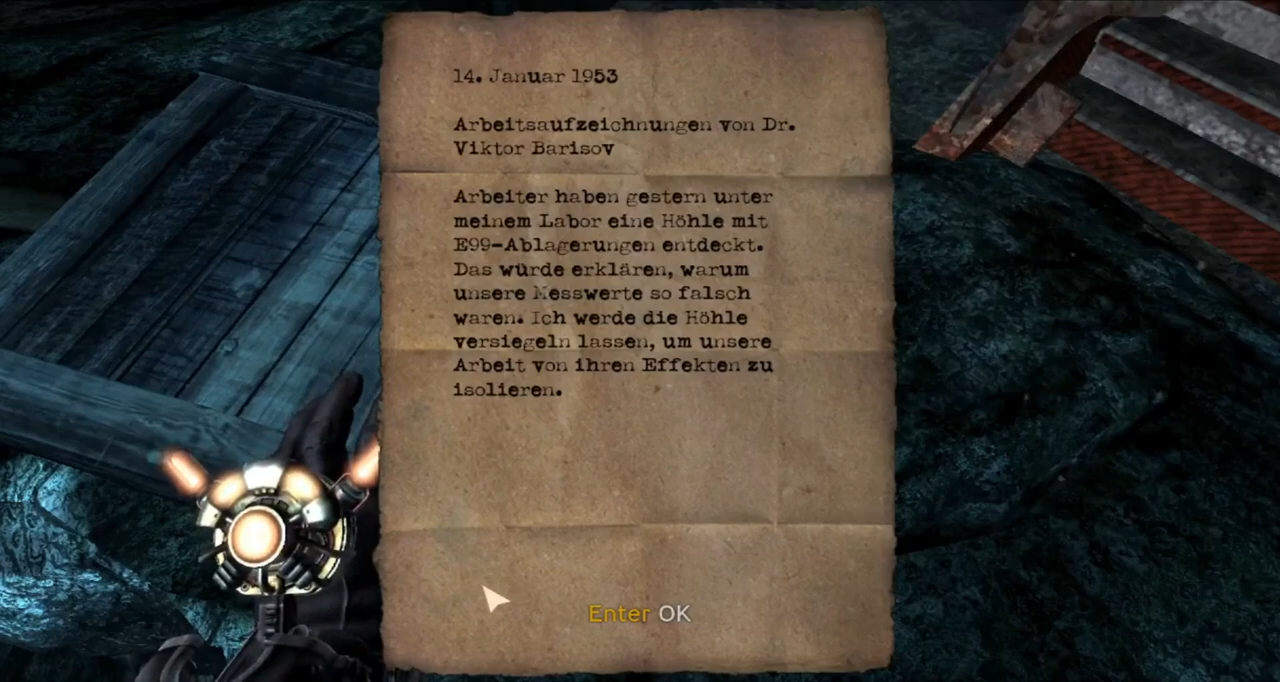 14. Januar 1953
Arbeitsaufzeichnungen von Dr.
Viktor Barisov
Arbeiter haben gestern unter
meinem Labor eine Höhle mit
E99-Ablagerungen entdeckt.
Das würde erklären, warum
unsere Messwerte so falsch
waren. Ich werde die Höhle
versiegeln lassen, um unsere
Arbeit von ihren Effekten zu
isolieren.
Enter OK